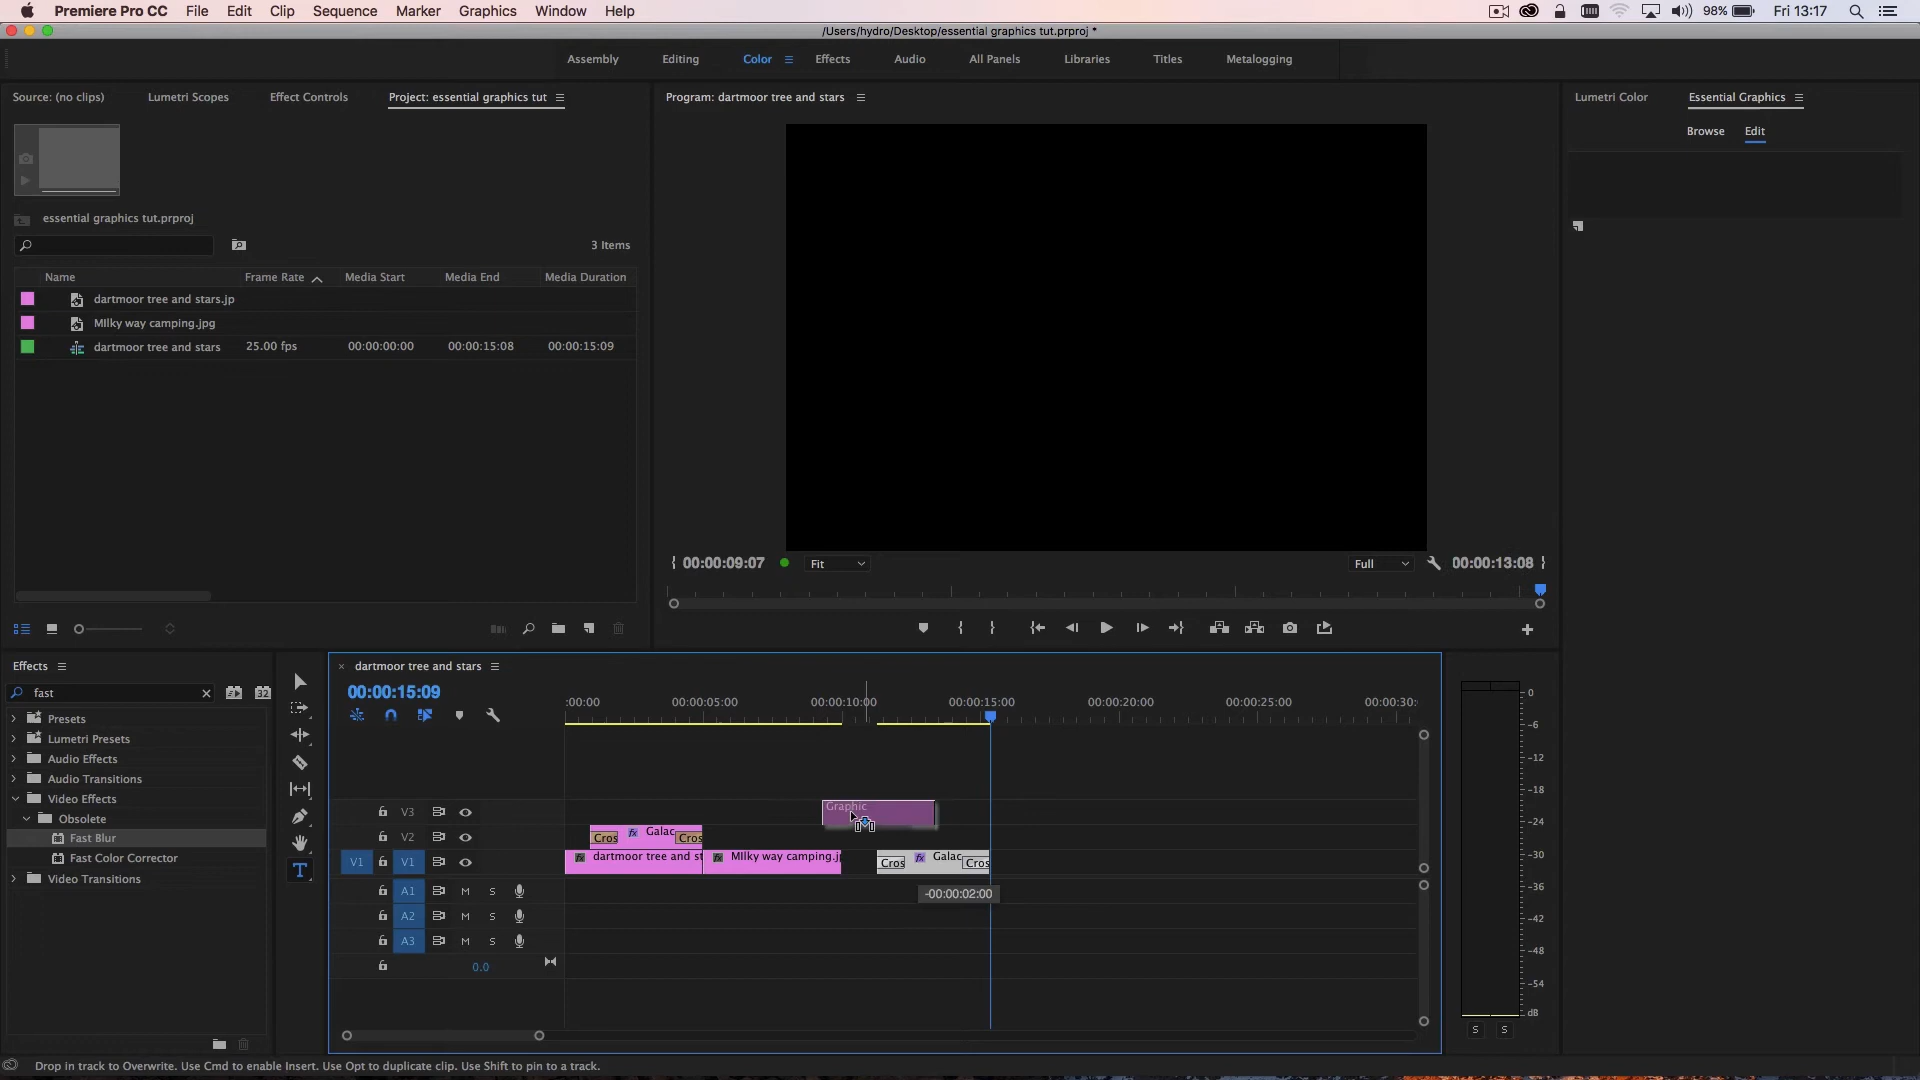 Premiere Pro CC File Edit Clip Sequence Marker Graphics Window Help 98% Fri 13:17
/Users/hydro/Desktop/essential graphics tut.prproj *
Assembly Editing Color Effects Audio All Panels Libraries Titles Metalogging
Source: (no clips) Lumetri Scopes Effect Controls Project: essential graphics tut
Program: dartmoor tree and stars
Lumetri Color Essential Graphics
Browse Edit
essential graphics tut.prproj
3 Items
Name Frame Rate Media Start Media End Media Duration
dartmoor tree and stars.jp
MIlky way camping.jpg
dartmoor tree and stars 25.00 fps 00:00:00:00 00:00:15:08 00:00:15:09
00:00:09:07 Fit Full 00:00:13:08
Effects
fast 32
Presets
Lumetri Presets
Audio Effects
Audio Transitions
Video Effects
Obsolete
Fast Blur
Fast Color Corrector
Video Transitions
dartmoor tree and stars
00:00:15:09
:00:00 00:00:05:00 00:00:10:00 00:00:15:00 00:00:20:00 00:00:25:00 00:00:30:
V3 Graphic
V2 Cros fx Galac Cros
V1 V1 dartmoor tree and st MIlky way camping.j Cros fx Galac Cros
-00:00:02:00
A1 M S
A2 M S
A3 M S
0.0
0
-6
-12
-18
-24
-30
-36
-42
-48
-54
dB
S S
Drop in track to Overwrite. Use Cmd to enable Insert. Use Opt to duplicate clip. Use Shift to pin to a track.